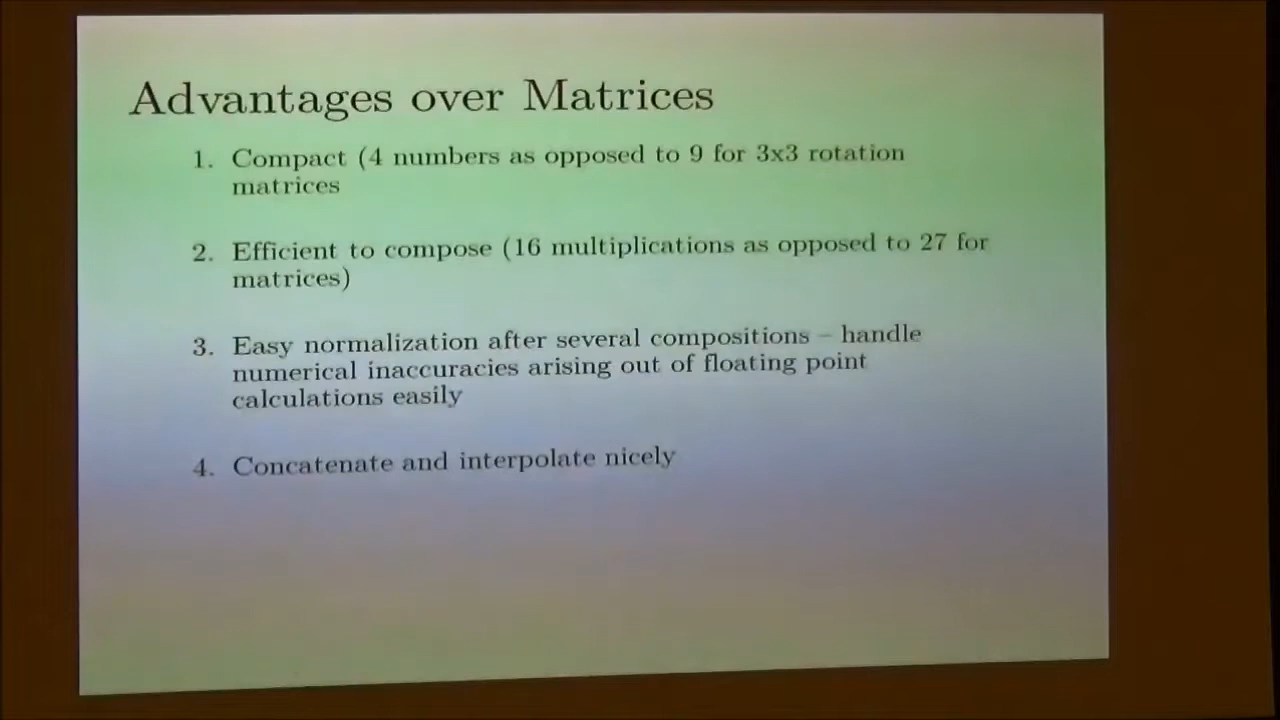 Advantages over Matrices
1. Compact (4 numbers as opposed to 9 for 3x3 rotation
matrices
2. Efficient to compose (16 multiplications as opposed to 27 for
matrices)
3. Easy normalization after several compositions – handle
numerical inaccuracies arising out of floating point
calculations easily
4. Concatenate and interpolate nicely